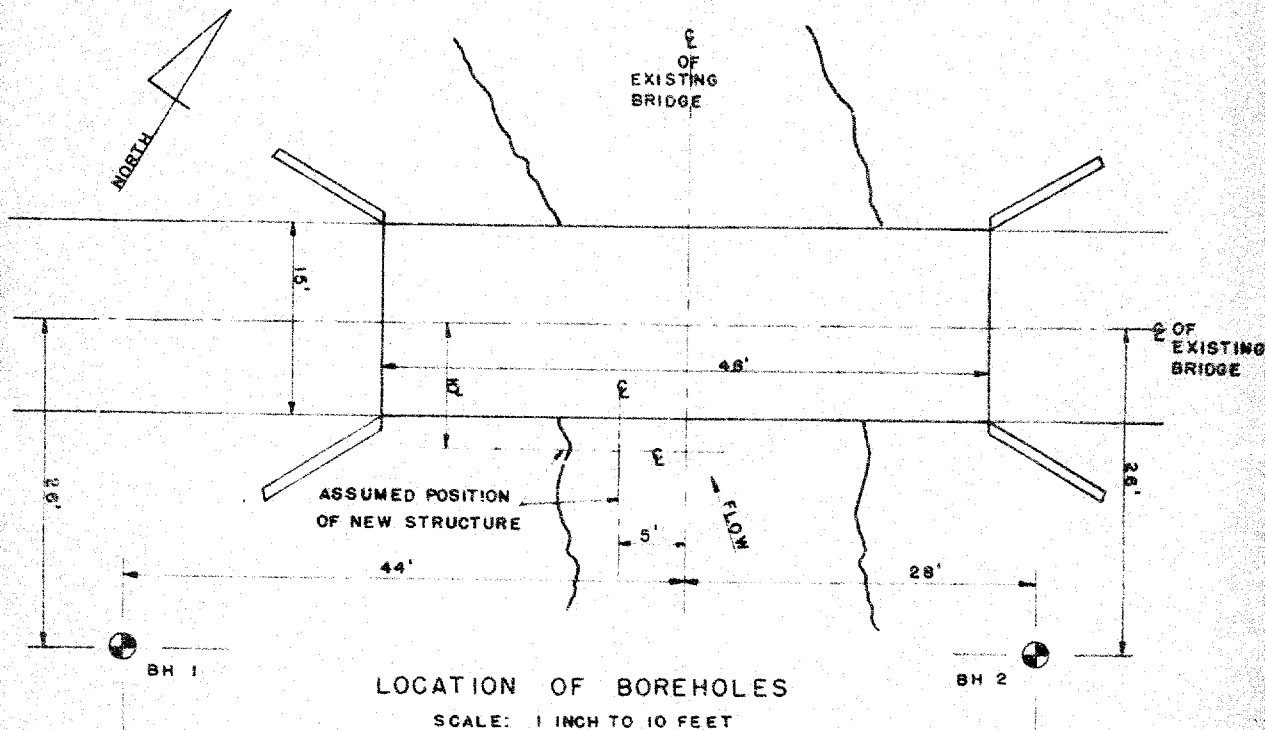 ℄
OF
EXISTING
BRIDGE
NORTH
15'
℄ OF
EXISTING
BRIDGE
48'
10'
℄
℄
26'
26'
ASSUMED POSITION
OF NEW STRUCTURE
FLOW
5'
44'
28'
BH 1
BH 2
LOCATION OF BOREHOLES
SCALE: 1 INCH TO 10 FEET